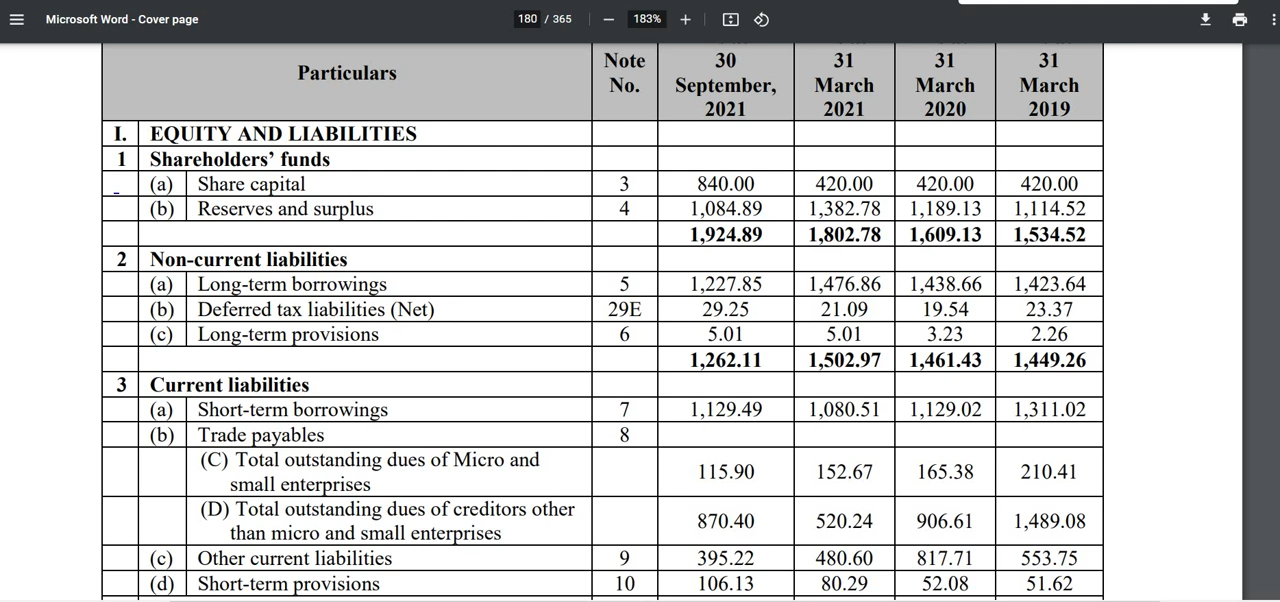 Microsoft Word - Cover page
180 / 365
183%
Particulars Note No. 30 September, 2021 31 March 2021 31 March 2020 31 March 2019
I. EQUITY AND LIABILITIES
1 Shareholders’ funds
(a) Share capital 3 840.00 420.00 420.00 420.00
(b) Reserves and surplus 4 1,084.89 1,382.78 1,189.13 1,114.52
1,924.89 1,802.78 1,609.13 1,534.52
2 Non-current liabilities
(a) Long-term borrowings 5 1,227.85 1,476.86 1,438.66 1,423.64
(b) Deferred tax liabilities (Net) 29E 29.25 21.09 19.54 23.37
(c) Long-term provisions 6 5.01 5.01 3.23 2.26
1,262.11 1,502.97 1,461.43 1,449.26
3 Current liabilities
(a) Short-term borrowings 7 1,129.49 1,080.51 1,129.02 1,311.02
(b) Trade payables 8
(C) Total outstanding dues of Micro and
small enterprises 115.90 152.67 165.38 210.41
(D) Total outstanding dues of creditors other
than micro and small enterprises 870.40 520.24 906.61 1,489.08
(c) Other current liabilities 9 395.22 480.60 817.71 553.75
(d) Short-term provisions 10 106.13 80.29 52.08 51.62